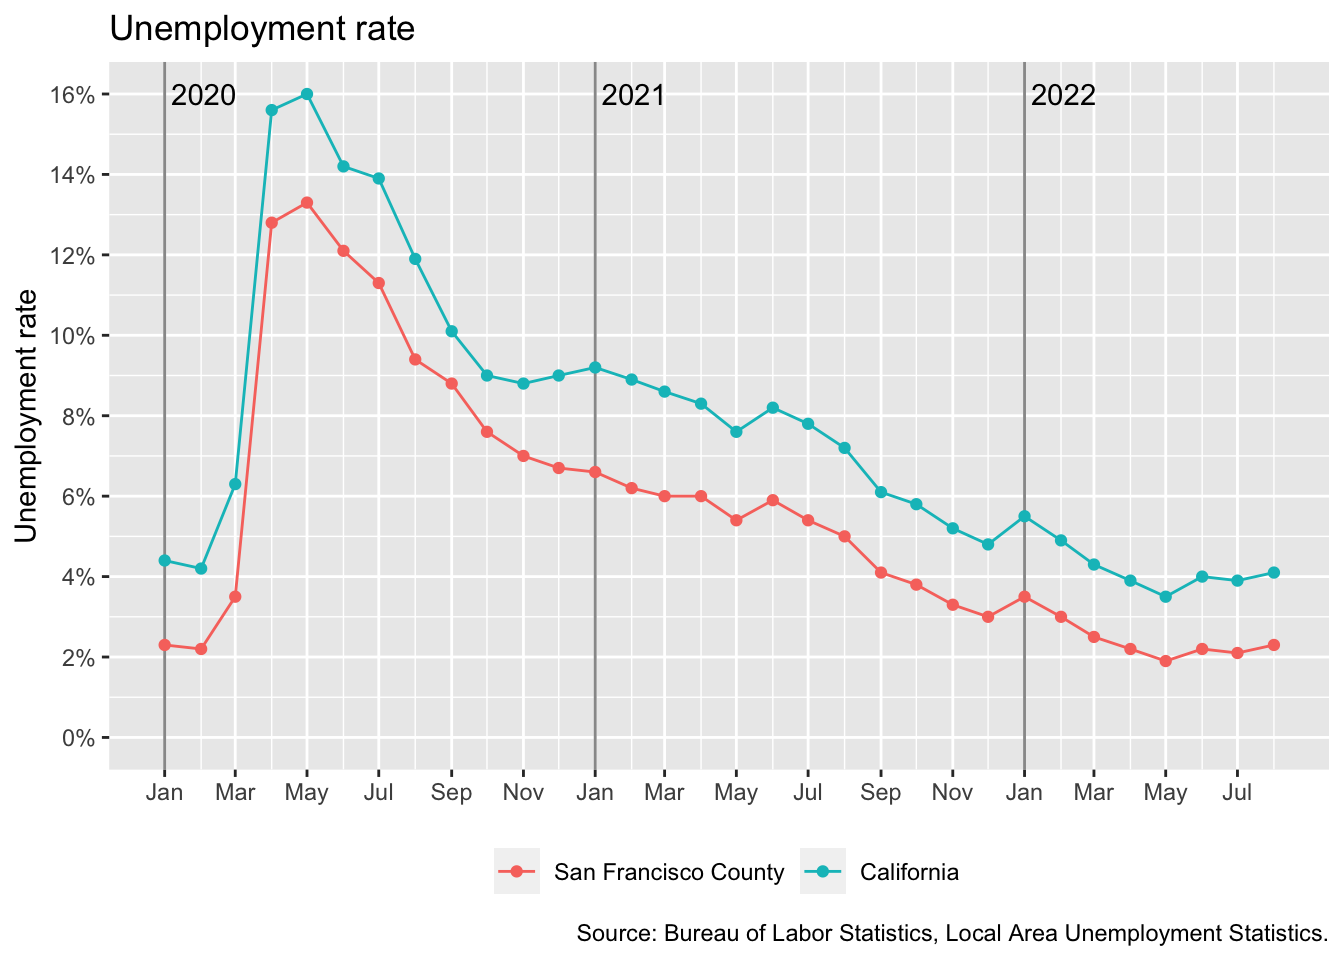 Unemployment rate
2020 2021 2022
16%
14%
12%
10%
8%
6%
4%
2%
0%
Unemployment rate
Jan Mar May Jul Sep Nov Jan Mar May Jul Sep Nov Jan Mar May Jul
San Francisco County California
Source: Bureau of Labor Statistics, Local Area Unemployment Statistics.